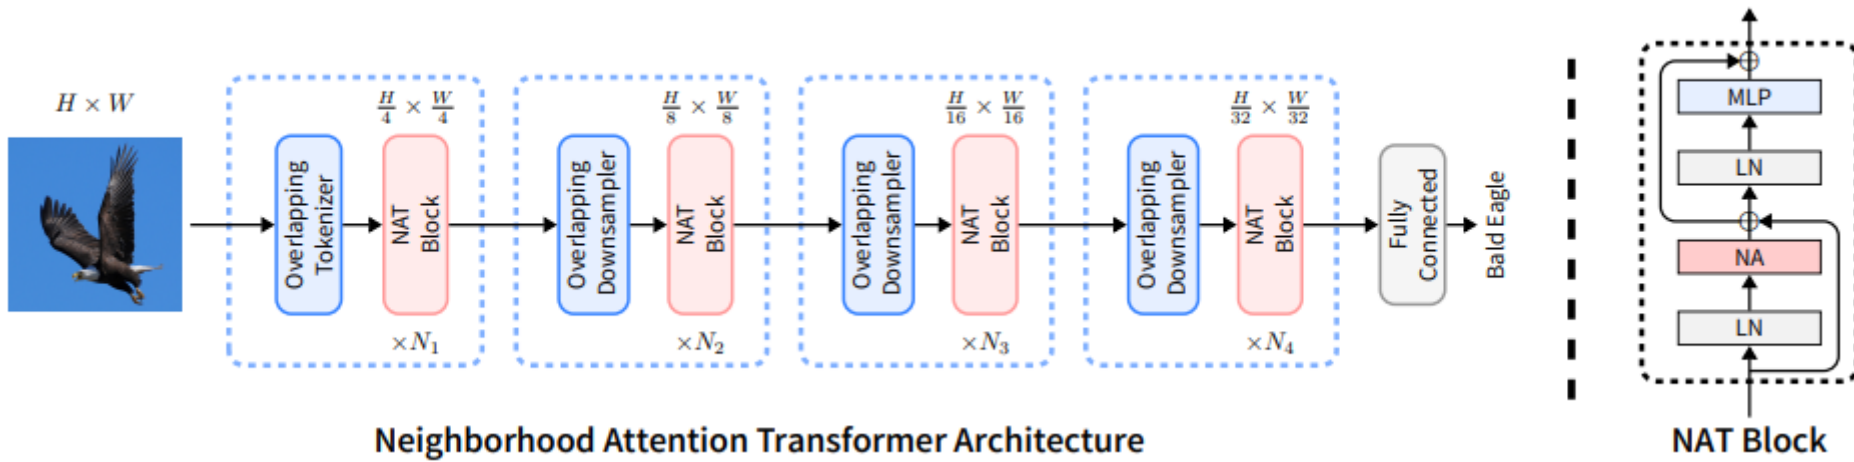 H × W
H/4 × W/4
Overlapping
Tokenizer
NAT
Block
×N₁
H/8 × W/8
Overlapping
Downsampler
NAT
Block
×N₂
H/16 × W/16
Overlapping
Downsampler
NAT
Block
×N₃
H/32 × W/32
Overlapping
Downsampler
NAT
Block
×N₄
Fully
Connected
Bald Eagle
Neighborhood Attention Transformer Architecture
MLP
LN
NA
LN
NAT Block